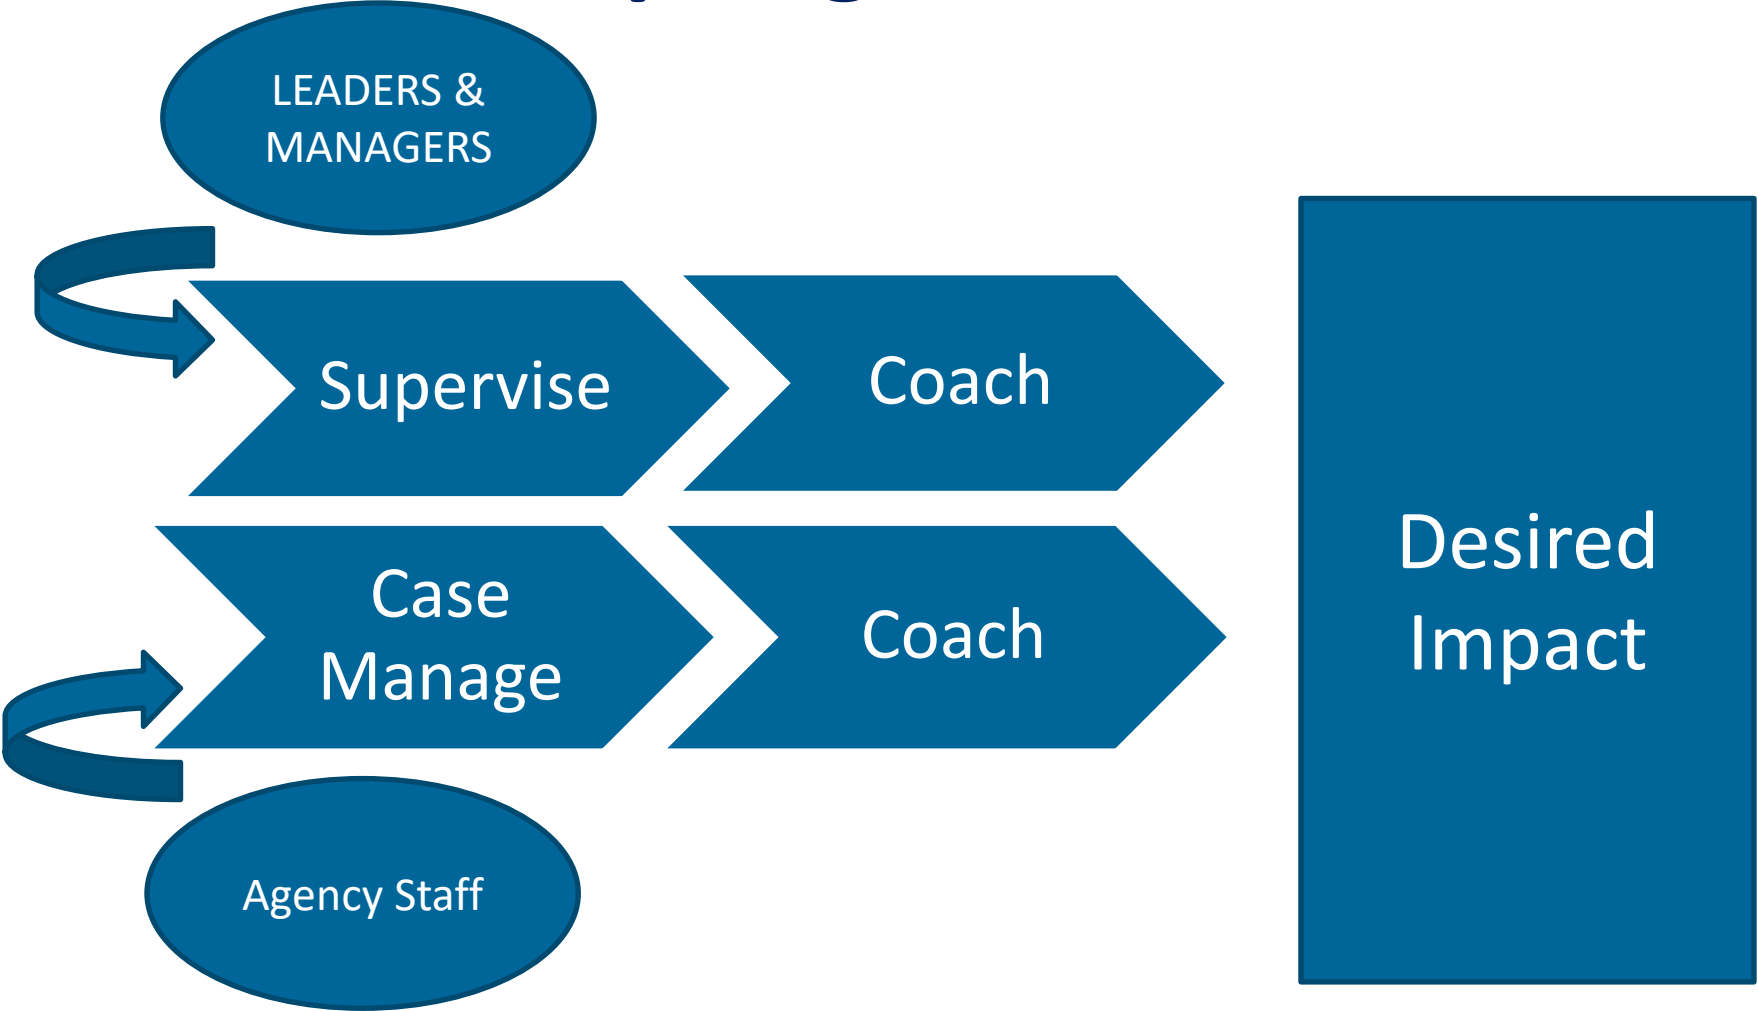 LEADERS &
MANAGERS
Supervise
Coach
Case
Manage
Coach
Desired
Impact
Agency Staff